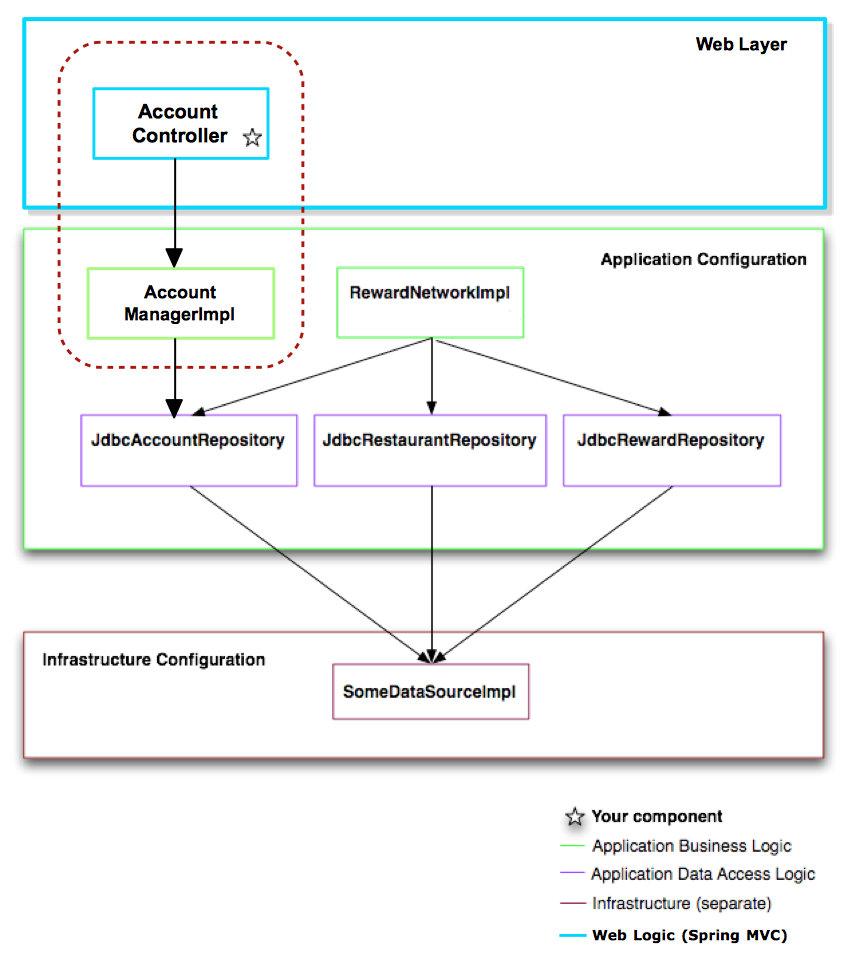 Web Layer
Account
Controller
Application Configuration
Account
ManagerImpl
RewardNetworkImpl
JdbcAccountRepository
JdbcRestaurantRepository
JdbcRewardRepository
Infrastructure Configuration
SomeDataSourceImpl
Your component
Application Business Logic
Application Data Access Logic
Infrastructure (separate)
Web Logic (Spring MVC)